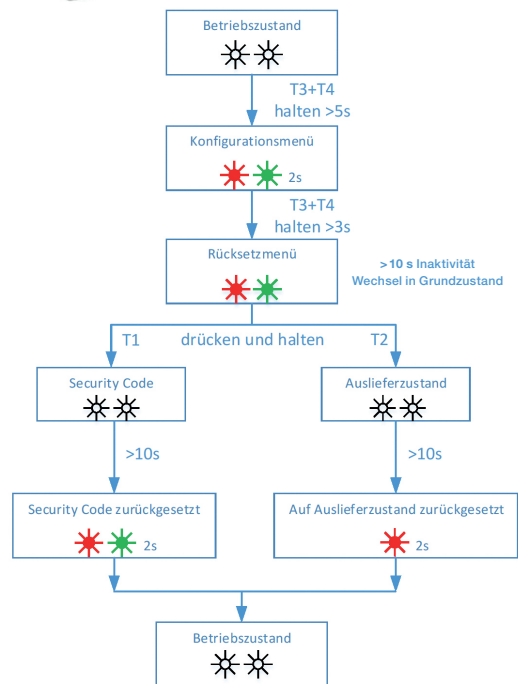 Betriebszustand
T3+T4
halten >5s
Konfigurationsmenü
2s
T3+T4
halten >3s
Rücksetzmenü
>10 s Inaktivität
Wechsel in Grundzustand
T1
drücken und halten
T2
Security Code
Auslieferzustand
>10s
>10s
Security Code zurückgesetzt
2s
Auf Auslieferzustand zurückgesetzt
2s
Betriebszustand